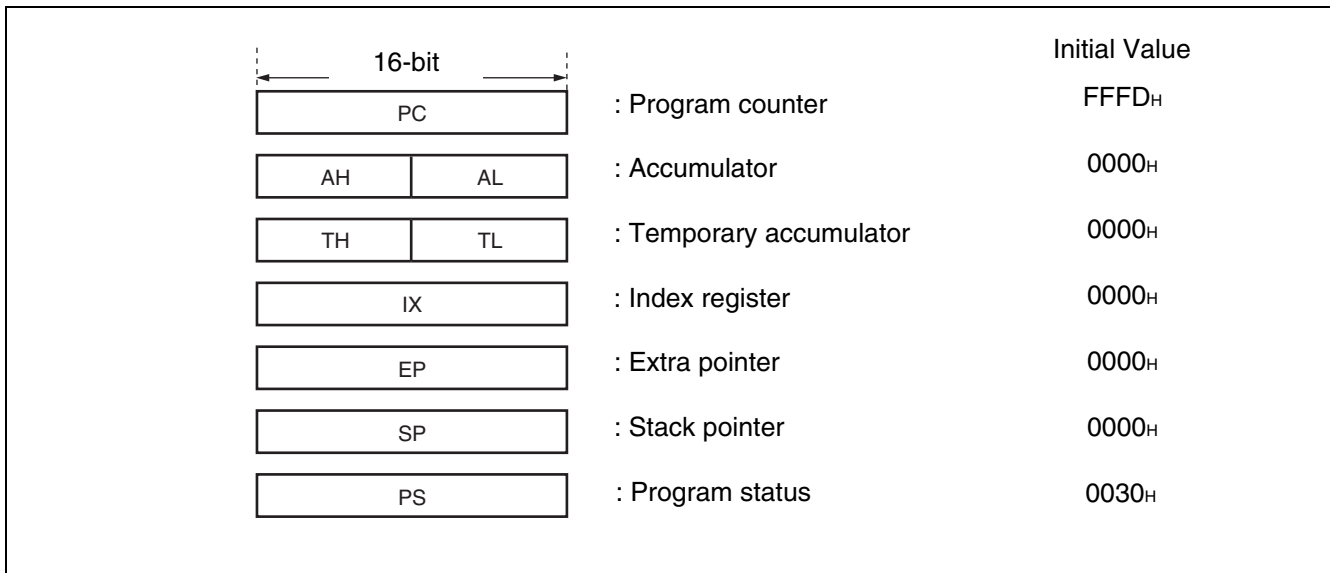 16-bit
Initial Value
PC : Program counter FFFDH
AH AL : Accumulator 0000H
TH TL : Temporary accumulator 0000H
IX : Index register 0000H
EP : Extra pointer 0000H
SP : Stack pointer 0000H
PS : Program status 0030H